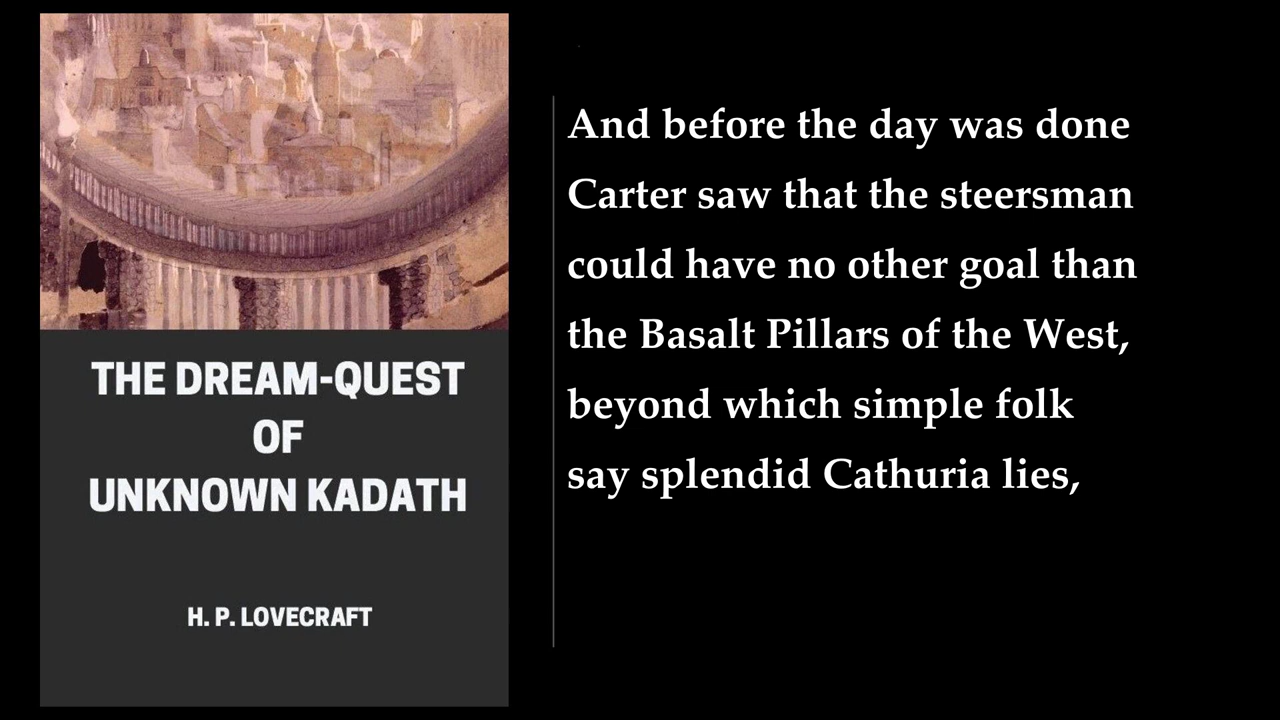 THE DREAM-QUEST
OF
UNKNOWN KADATH
H. P. LOVECRAFT
And before the day was done
Carter saw that the steersman
could have no other goal than
the Basalt Pillars of the West,
beyond which simple folk
say splendid Cathuria lies,